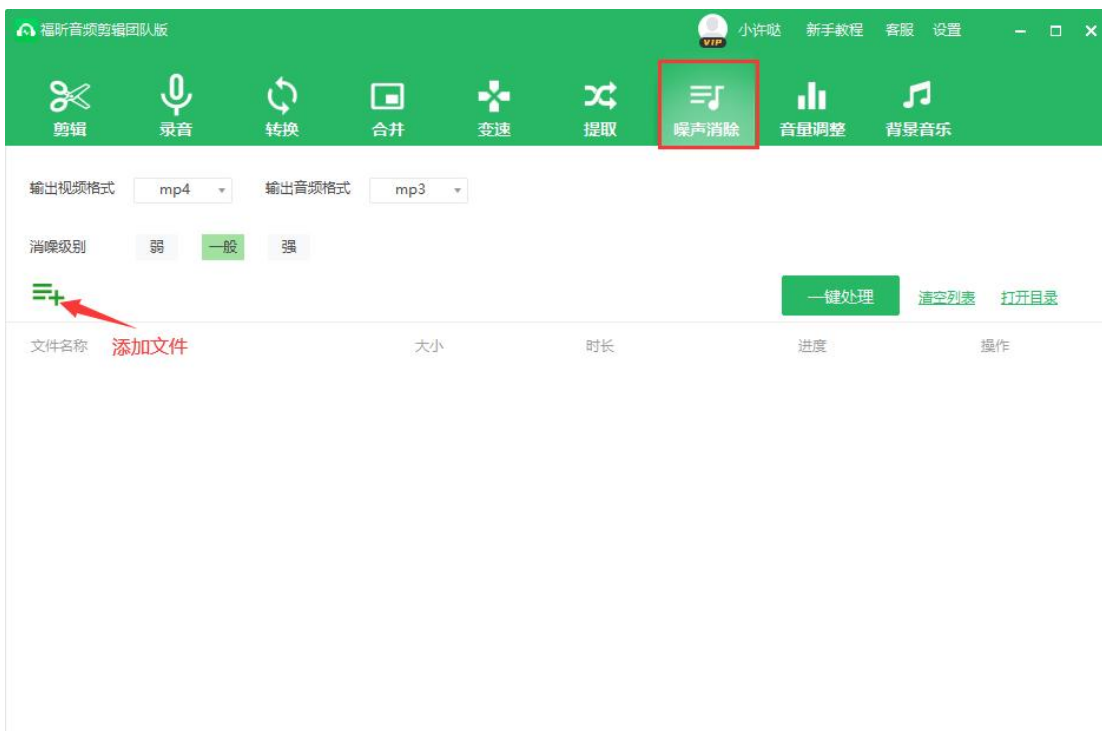 福昕音频剪辑团队版 VIP 小许哒 新手教程 客服 设置
剪辑 录音 转换 合并 变速 提取 噪声消除 音量调整 背景音乐
输出视频格式 mp4 输出音频格式 mp3
消噪级别 弱 一般 强
一键处理 清空列表 打开目录
文件名称 添加文件 大小 时长 进度 操作